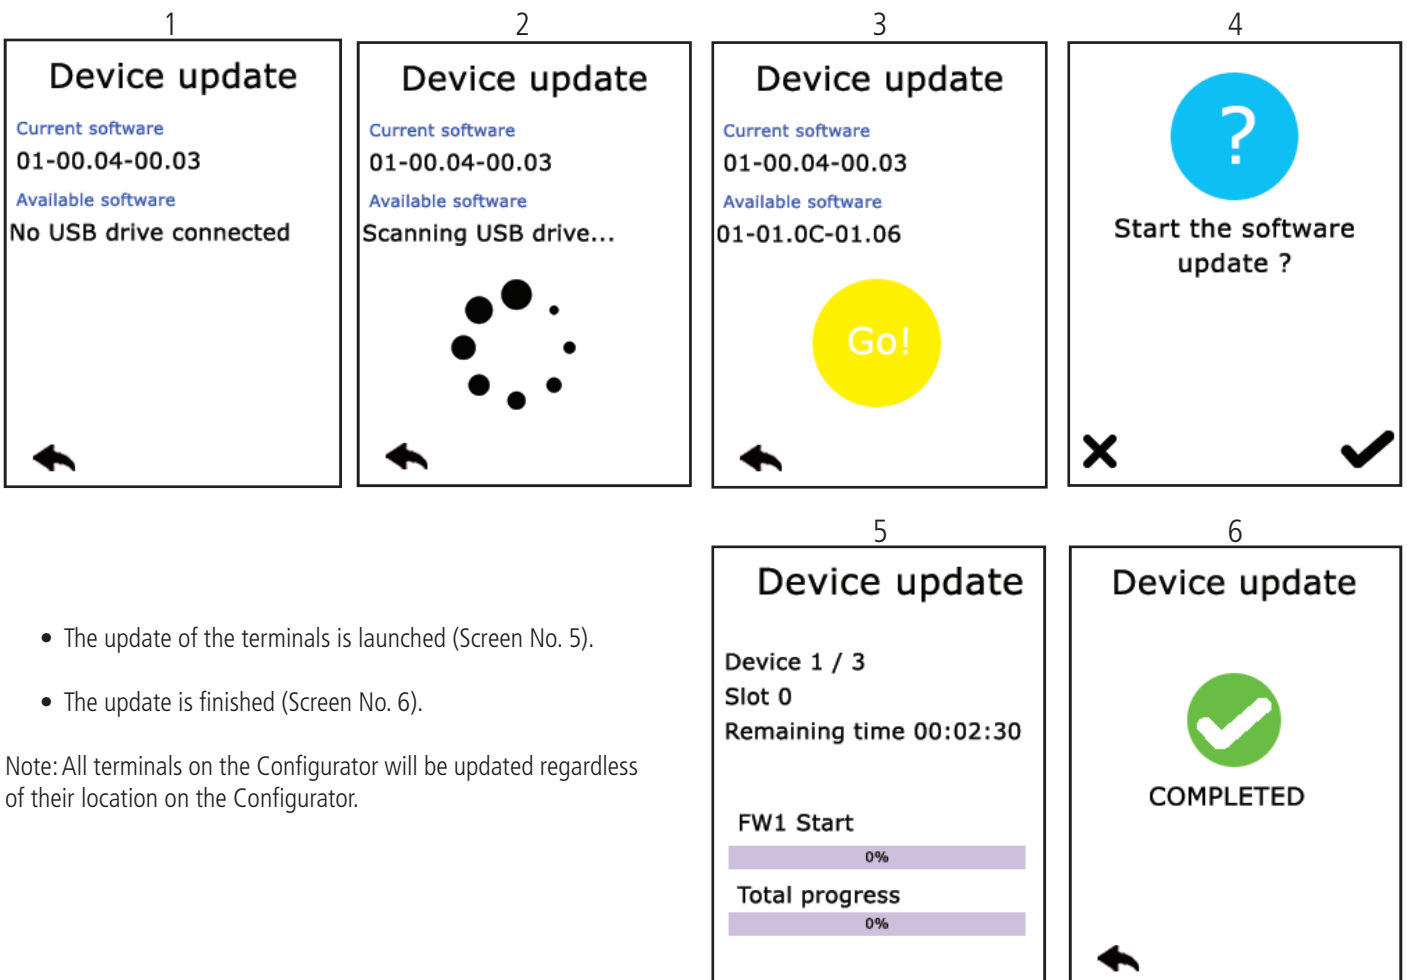 1
Device update
Current software
01-00.04-00.03
Available software
No USB drive connected
2
Device update
Current software
01-00.04-00.03
Available software
Scanning USB drive...
3
Device update
Current software
01-00.04-00.03
Available software
01-01.0C-01.06
Go!
4
?
Start the software
update ?
• The update of the terminals is launched (Screen No. 5).
• The update is finished (Screen No. 6).
Note: All terminals on the Configurator will be updated regardless
of their location on the Configurator.
5
Device update
Device 1 / 3
Slot 0
Remaining time 00:02:30
FW1 Start
0%
Total progress
0%
6
Device update
COMPLETED